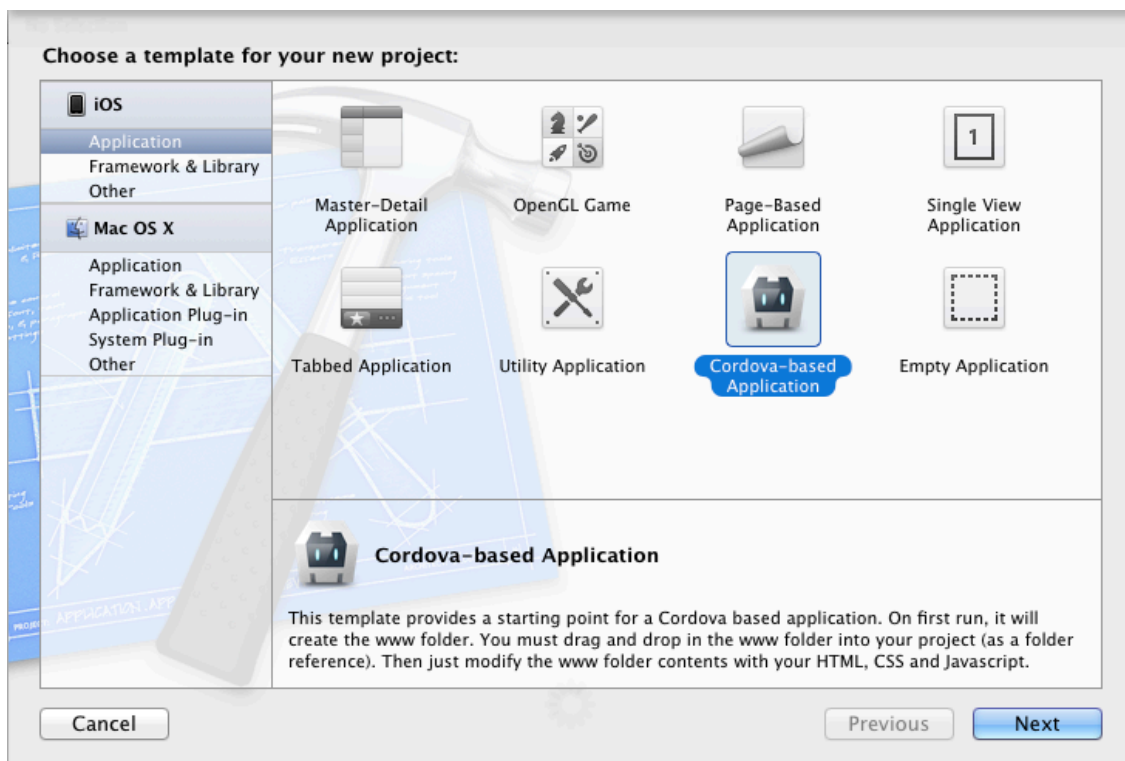 No Selection
Choose a template for your new project:
iOS
Application
Framework & Library
Other
Mac OS X
Application
Framework & Library
Application Plug-in
System Plug-in
Other
Master-Detail
Application
OpenGL Game
Page-Based
Application
1
Single View
Application
Tabbed Application
Utility Application
Cordova-based
Application
Empty Application
Cordova-based Application
This template provides a starting point for a Cordova based application. On first run, it will
create the www folder. You must drag and drop in the www folder into your project (as a folder
reference). Then just modify the www folder contents with your HTML, CSS and Javascript.
PROJECT APPLICATION.APP
Cancel
Previous
Next